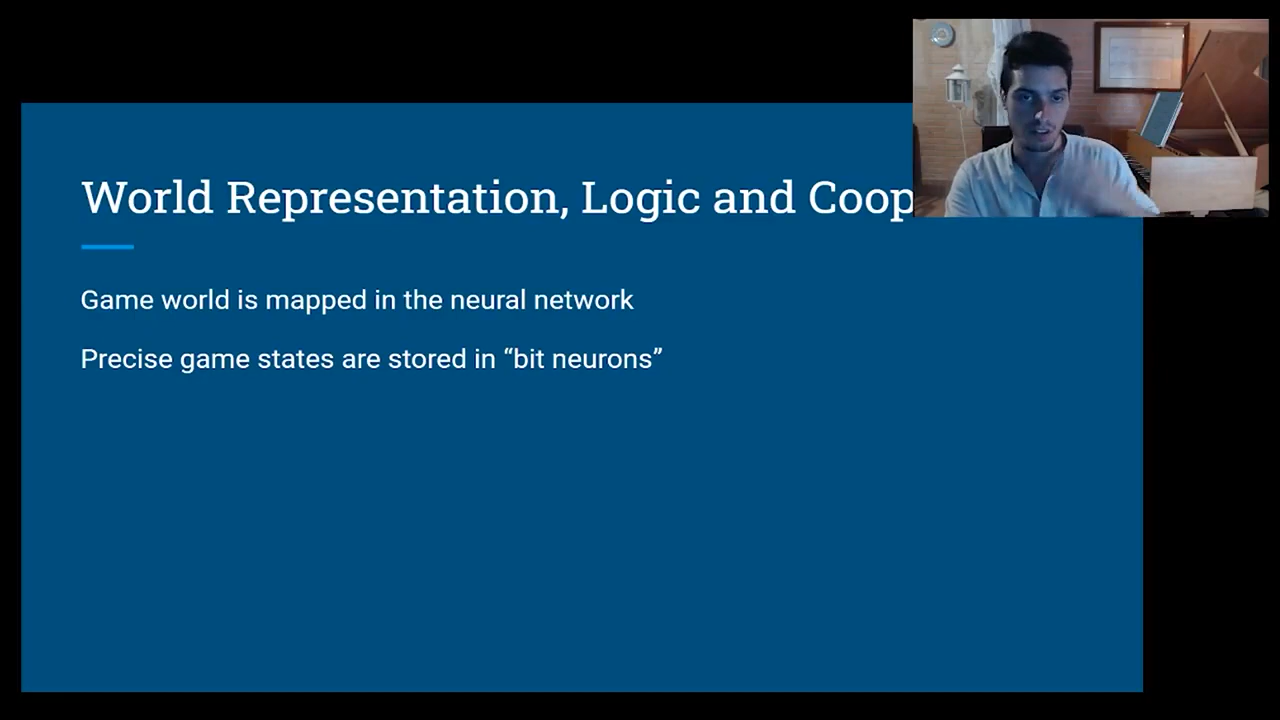 World Representation, Logic and Coop
Game world is mapped in the neural network
Precise game states are stored in “bit neurons”